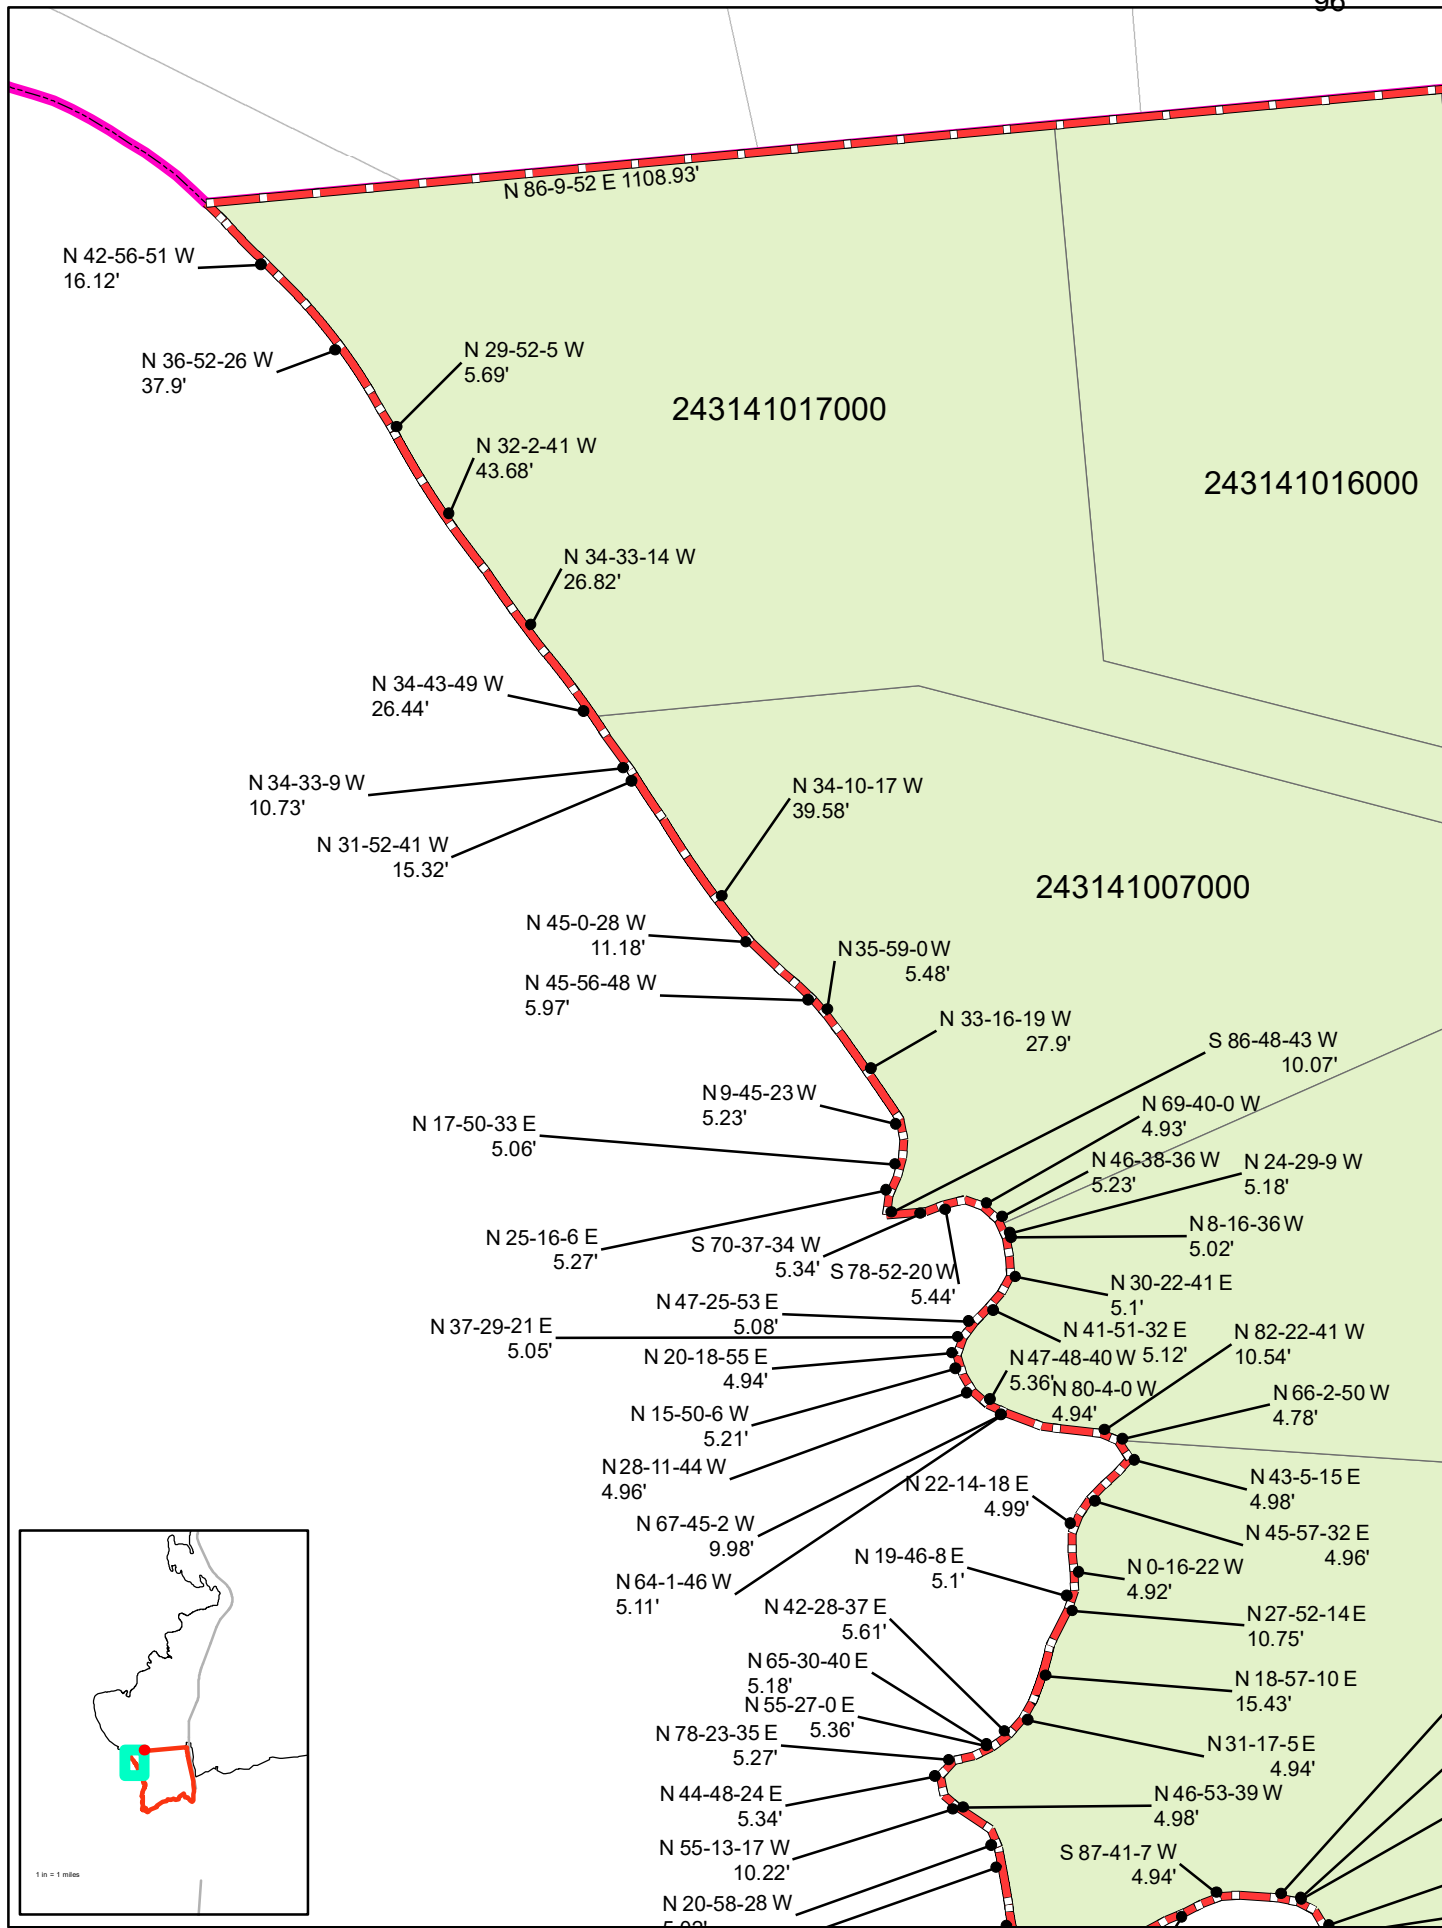 96
N 86-9-52 E 1108.93'
N 42-56-51 W
16.12'
N 36-52-26 W
37.9'
N 29-52-5 W
5.69'
243141017000
N 32-2-41 W
43.68'
243141016000
N 34-33-14 W
26.82'
N 34-43-49 W
26.44'
N 34-33-9 W
10.73'
N 34-10-17 W
39.58'
N 31-52-41 W
15.32'
243141007000
N 45-0-28 W
11.18'
N 35-59-0 W
5.48'
N 45-56-48 W
5.97'
N 33-16-19 W
27.9'
S 86-48-43 W
10.07'
N 9-45-23 W
5.23'
N 69-40-0 W
4.93'
N 17-50-33 E
5.06'
N 46-38-36 W
5.23'
N 24-29-9 W
5.18'
N 8-16-36 W
5.02'
N 25-16-6 E
5.27'
S 70-37-34 W
5.34'
S 78-52-20 W
5.44'
N 30-22-41 E
5.1'
N 47-25-53 E
5.08'
N 37-29-21 E
5.05'
N 41-51-32 E
5.12'
N 82-22-41 W
10.54'
N 20-18-55 E
4.94'
N 47-48-40 W
5.36'
N 80-4-0 W
4.94'
N 66-2-50 W
4.78'
N 15-50-6 W
5.21'
N 28-11-44 W
4.96'
N 22-14-18 E
4.99'
N 43-5-15 E
4.98'
N 67-45-2 W
9.98'
N 45-57-32 E
4.96'
N 19-46-8 E
5.1'
N 0-16-22 W
4.92'
N 64-1-46 W
5.11'
N 42-28-37 E
5.61'
N 27-52-14 E
10.75'
N 65-30-40 E
5.18'
N 18-57-10 E
15.43'
N 55-27-0 E
5.36'
N 78-23-35 E
5.27'
N 31-17-5 E
4.94'
N 44-48-24 E
5.34'
N 46-53-39 W
4.98'
N 55-13-17 W
10.22'
S 87-41-7 W
4.94'
N 20-58-28 W
5.02'
1 in = 1 miles